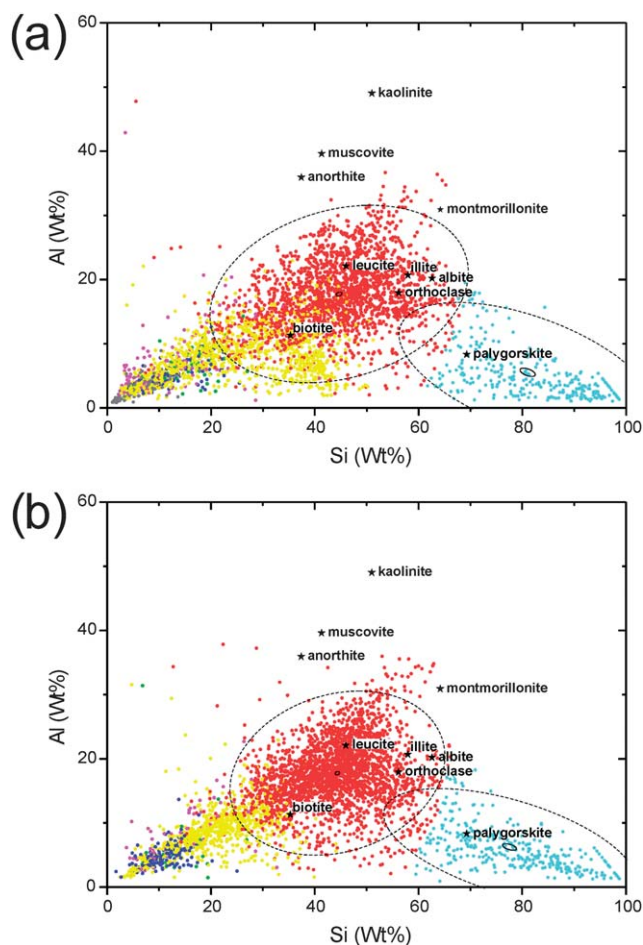 (a)
60
40
20
0
Al (Wt%)
kaolinite
muscovite
anorthite
montmorillonite
leucite
illite
albite
orthoclase
biotite
palygorskite
0 20 40 60 80 100
Si (Wt%)
(b)
60
40
20
0
Al (Wt%)
kaolinite
muscovite
anorthite
montmorillonite
leucite
illite
albite
orthoclase
biotite
palygorskite
0 20 40 60 80 100
Si (Wt%)